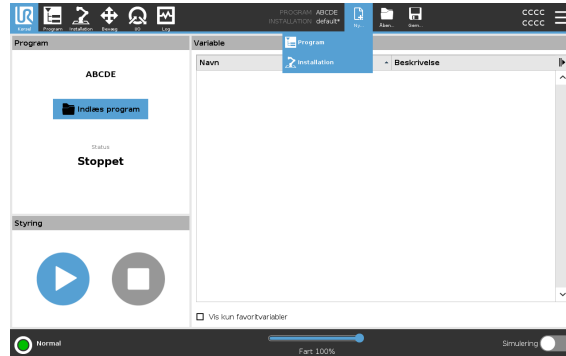 UR
Kørsel
Program
Installation
Bevæg
I/O
Log
PROGRAM ABCDE
INSTALLATION default*
Ny...
Åben...
Gem...
CCCC
CCCC
Program
Variable
Program
Installation
Navn
Beskrivelse
ABCDE
Indlæs program
Status
Stoppet
Styring
Vis kun favoritvariabler
Normal
Fart 100%
Simulering